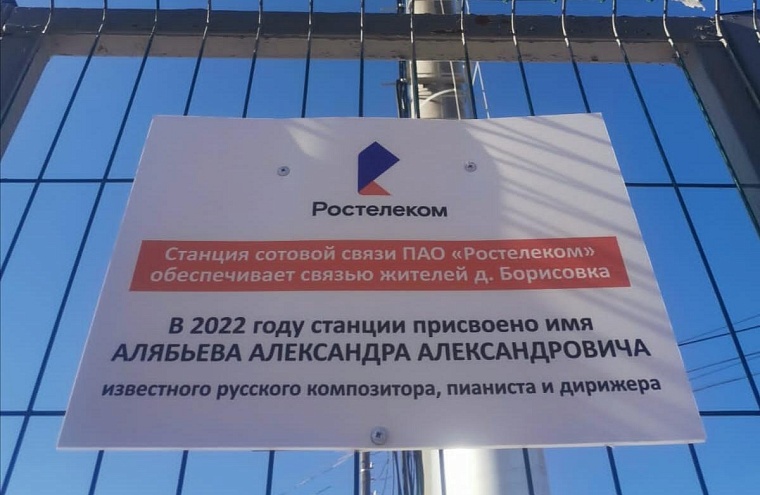 Ростелеком
Станция сотовой связи ПАО «Ростелеком»
обеспечивает связью жителей д. Борисовка
В 2022 году станции присвоено имя
АЛЯБЬЕВА АЛЕКСАНДРА АЛЕКСАНДРОВИЧА
известного русского композитора, пианиста и дирижера